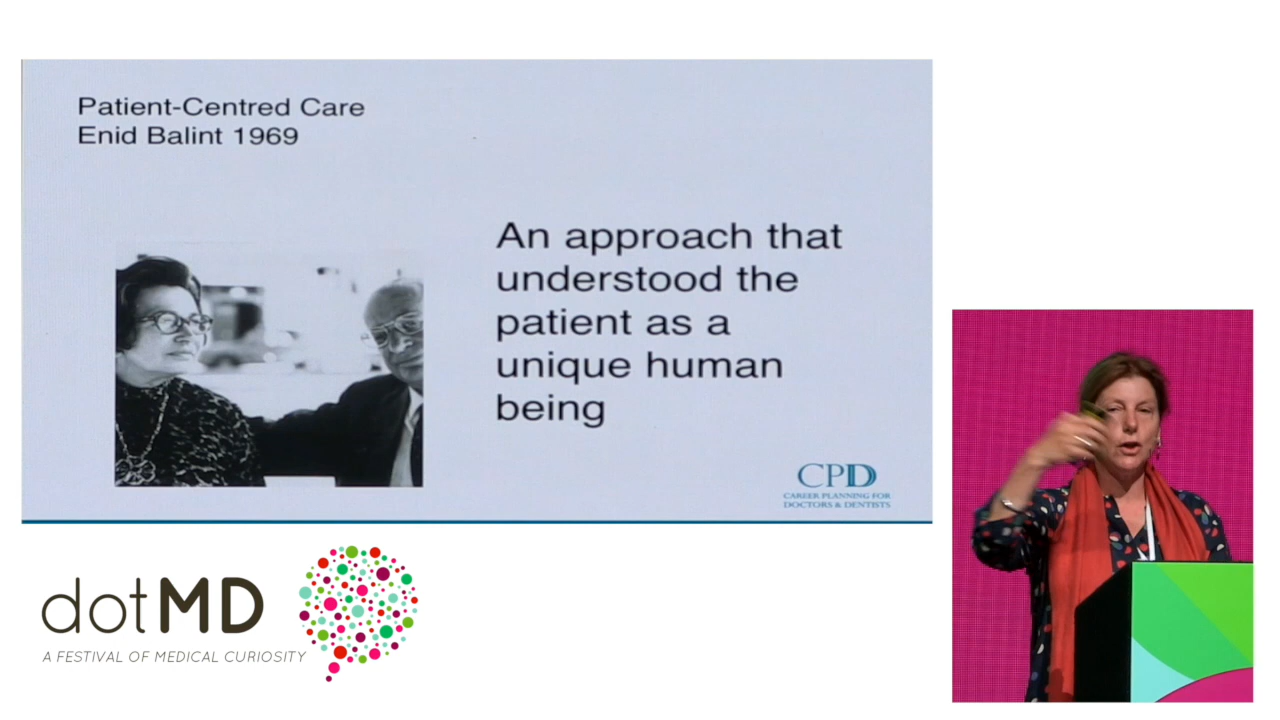 Patient-Centred Care
Enid Balint 1969
An approach that
understood the
patient as a
unique human
being
CPD
CAREER PLANNING FOR
DOCTORS & DENTISTS
dotMD
A FESTIVAL OF MEDICAL CURIOSITY